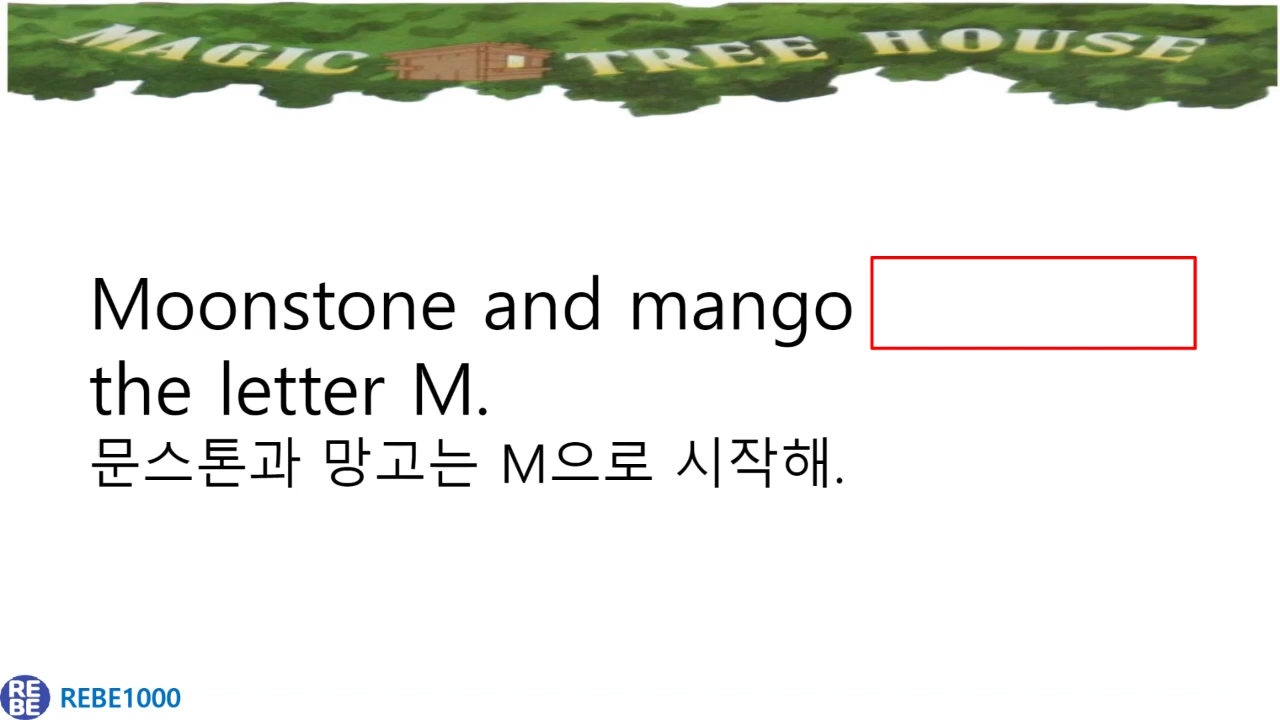 MAGIC TREE HOUSE
Moonstone and mango
the letter M.
문스톤과 망고는 M으로 시작해.
RE
BE
REBE1000